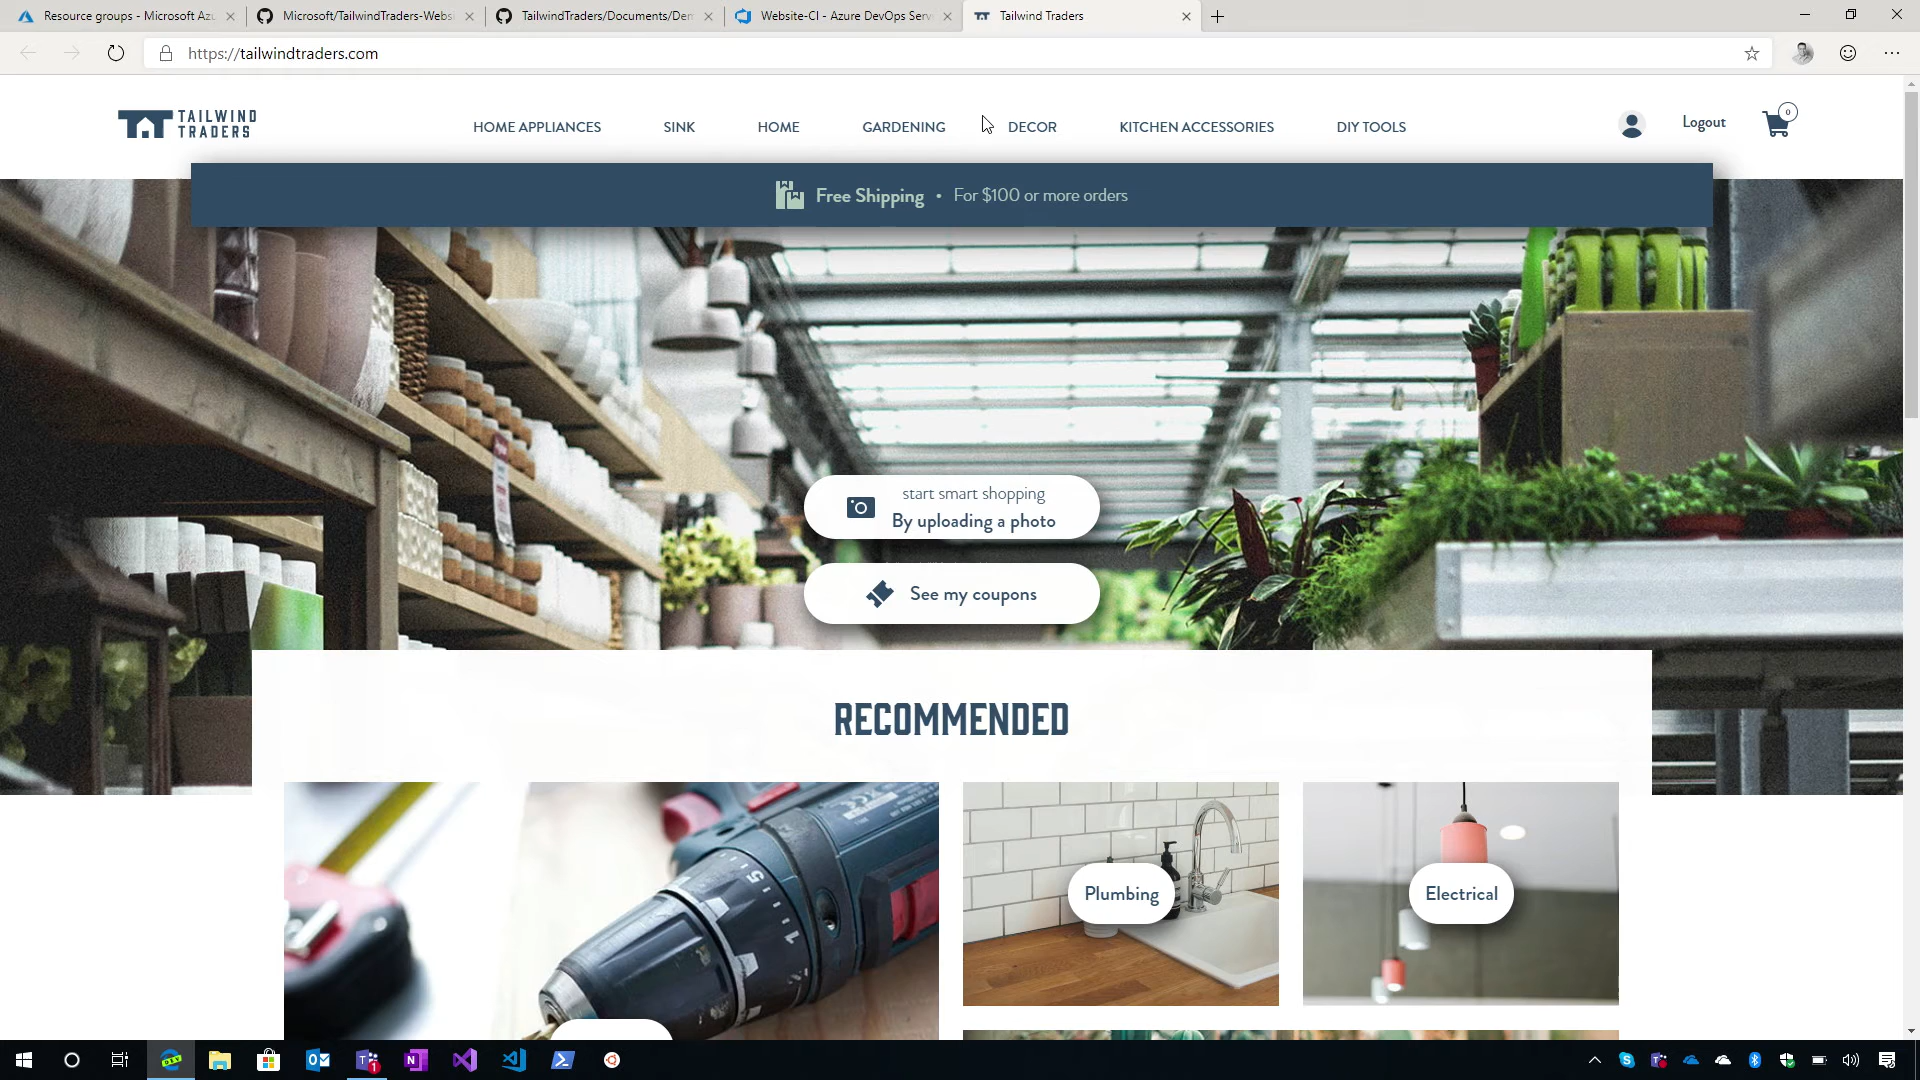 Resource groups - Microsoft Azu
Microsoft/TailwindTraders-Webs
TailwindTraders/Documents/Dem
Website-CI - Azure DevOps Serv
Tailwind Traders
https://tailwindtraders.com
TAILWIND
TRADERS
HOME APPLIANCES
SINK
HOME
GARDENING
DECOR
KITCHEN ACCESSORIES
DIY TOOLS
Logout
0
Free Shipping • For $100 or more orders
start smart shopping
By uploading a photo
See my coupons
RECOMMENDED
Plumbing
Electrical